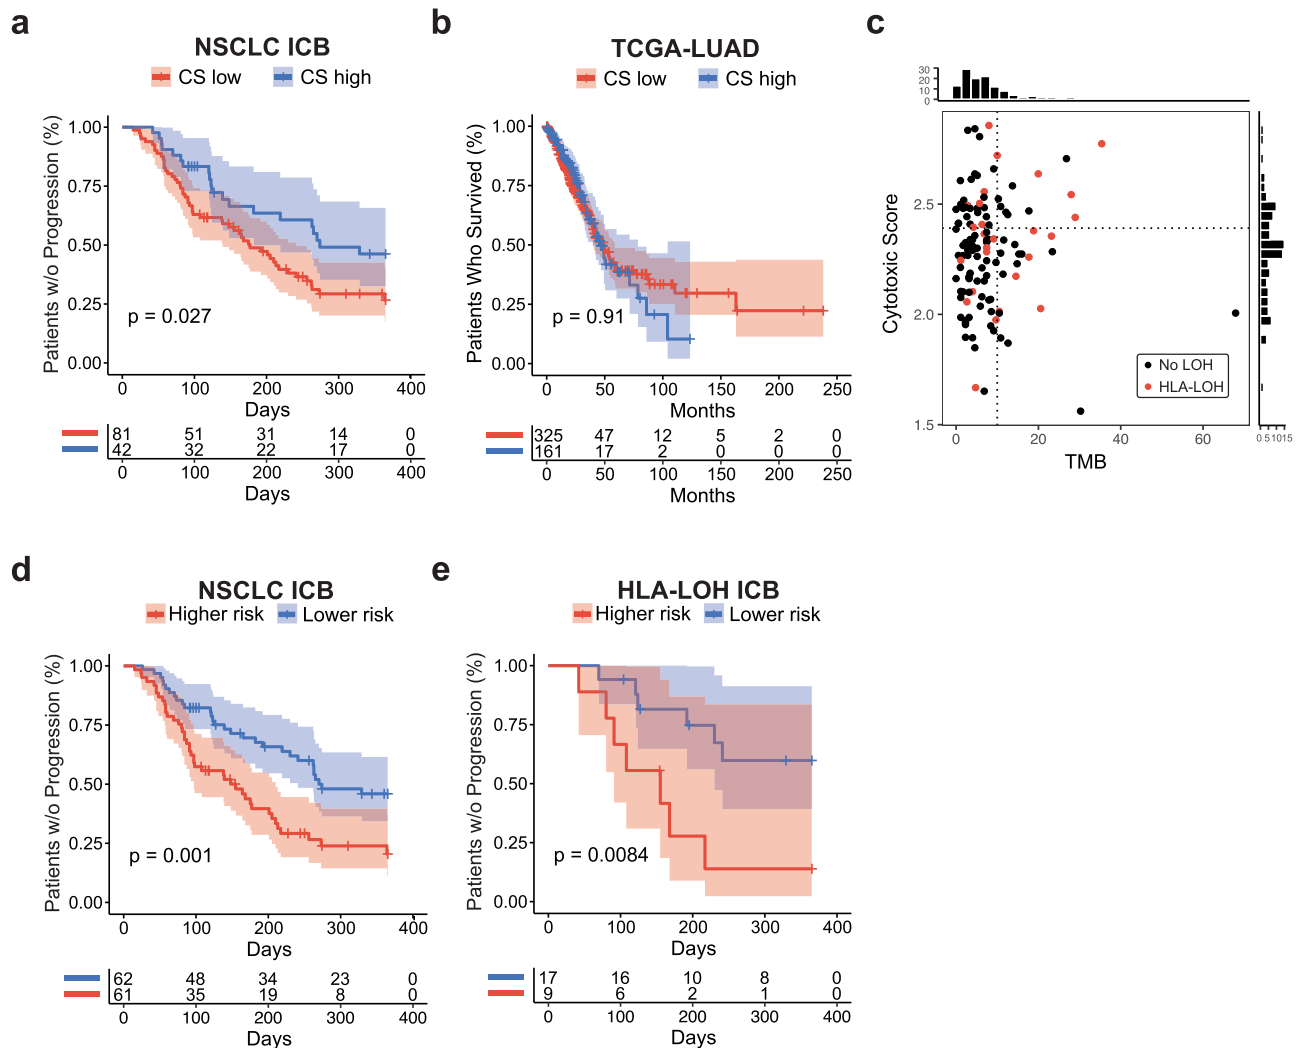 a
NSCLC ICB
CS low CS high
Patients w/o Progression (%)
1.00
0.75
0.50
0.25
0.00
p = 0.027
0 100 200 300 400
Days
81 51 31 14 0
42 32 22 17 0
0 100 200 300 400
Days
b
TCGA-LUAD
CS low CS high
Patients Who Survived (%)
1.00
0.75
0.50
0.25
0.00
p = 0.91
0 50 100 150 200 250
Months
325 47 12 5 2 0
161 17 2 0 0 0
0 50 100 150 200 250
Months
c
30
20
10
0
Cytotoxic Score
2.5
2.0
1.5
No LOH
HLA-LOH
0 20 40 60
TMB
0 5 10 15
d
NSCLC ICB
Higher risk Lower risk
Patients w/o Progression (%)
1.00
0.75
0.50
0.25
0.00
p = 0.001
0 100 200 300 400
Days
62 48 34 23 0
61 35 19 8 0
0 100 200 300 400
Days
e
HLA-LOH ICB
Higher risk Lower risk
Patients w/o Progression (%)
1.00
0.75
0.50
0.25
0.00
p = 0.0084
0 100 200 300 400
Days
17 16 10 8 0
9 6 2 1 0
0 100 200 300 400
Days